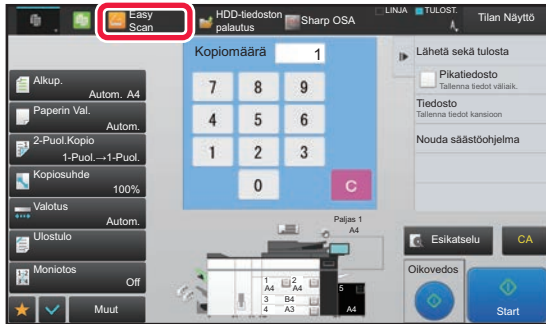 Easy
Scan
HDD-tiedoston
palautus
Sharp OSA
LINJA
TULOST.
Tilan Näyttö
Kopiomäärä
1
Lähetä sekä tulosta
Pikatiedosto
Tallenna tiedot väliaik.
Tiedosto
Tallenna tiedot kansioon
Nouda säästöohjelma
Alkup.
Autom. A4
Paperin Val.
Autom.
2-Puol.Kopio
1-Puol.→1-Puol.
Kopiosuhde
100%
Valotus
Autom.
Ulostulo
Moniotos
Off
Muut
7 8 9
4 5 6
1 2 3
0 C
Paljas 1
A4
1 A4
2 A4
3 B4
4 A3
5
A4
Esikatselu
CA
Oikovedos
Start